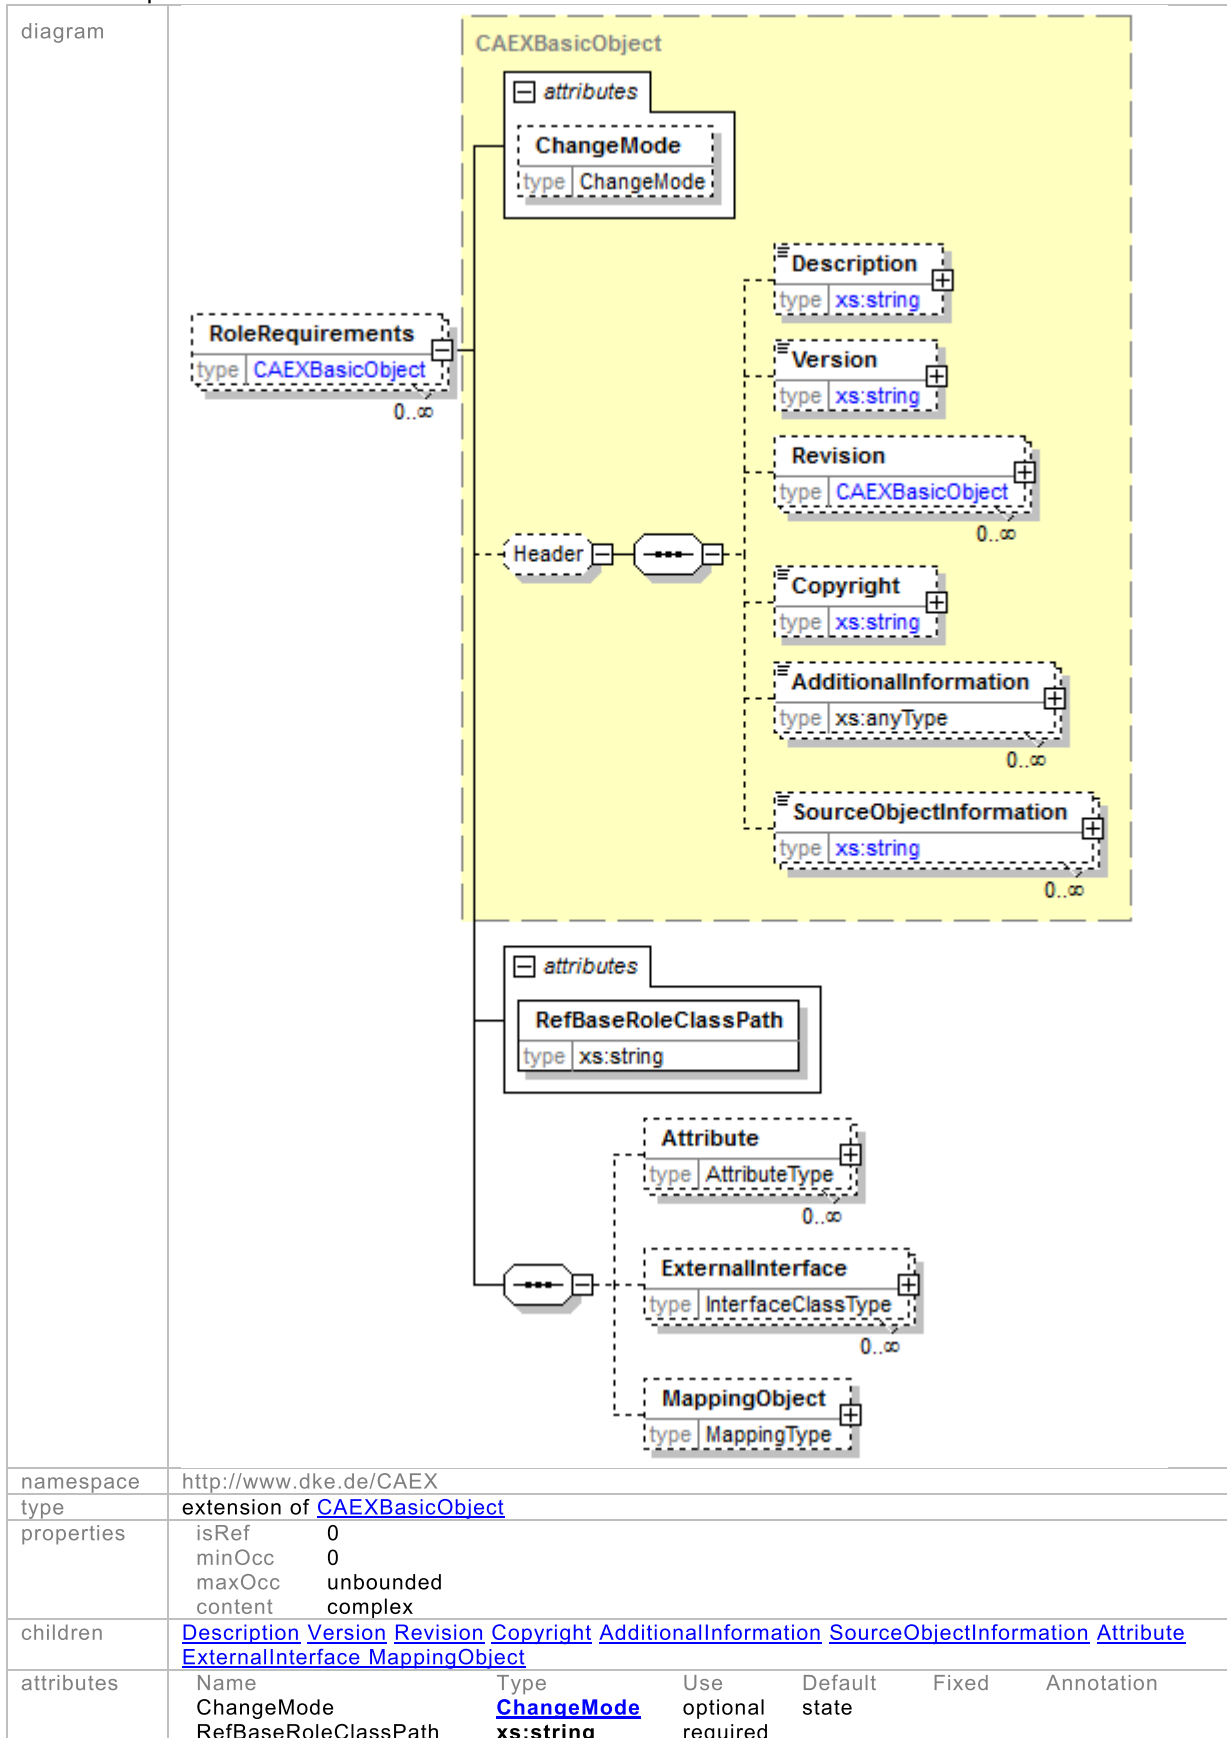 diagram
CAEXBasicObject
attributes
ChangeMode
type ChangeMode
Description
type xs:string
RoleRequirements
type CAEXBasicObject
0..∞
Version
type xs:string
Revision
type CAEXBasicObject
0..∞
Header
Copyright
type xs:string
AdditionalInformation
type xs:anyType
0..∞
SourceObjectInformation
type xs:string
0..∞
attributes
RefBaseRoleClassPath
type xs:string
Attribute
type AttributeType
0..∞
ExternalInterface
type InterfaceClassType
0..∞
MappingObject
type MappingType
namespace http://www.dke.de/CAEX
type extension of CAEXBasicObject
properties isRef 0
minOcc 0
maxOcc unbounded
content complex
children Description Version Revision Copyright AdditionalInformation SourceObjectInformation Attribute
ExternalInterface MappingObject
attributes Name Type Use Default Fixed Annotation
ChangeMode ChangeMode optional state
RefBaseRoleClassPath xs:string required